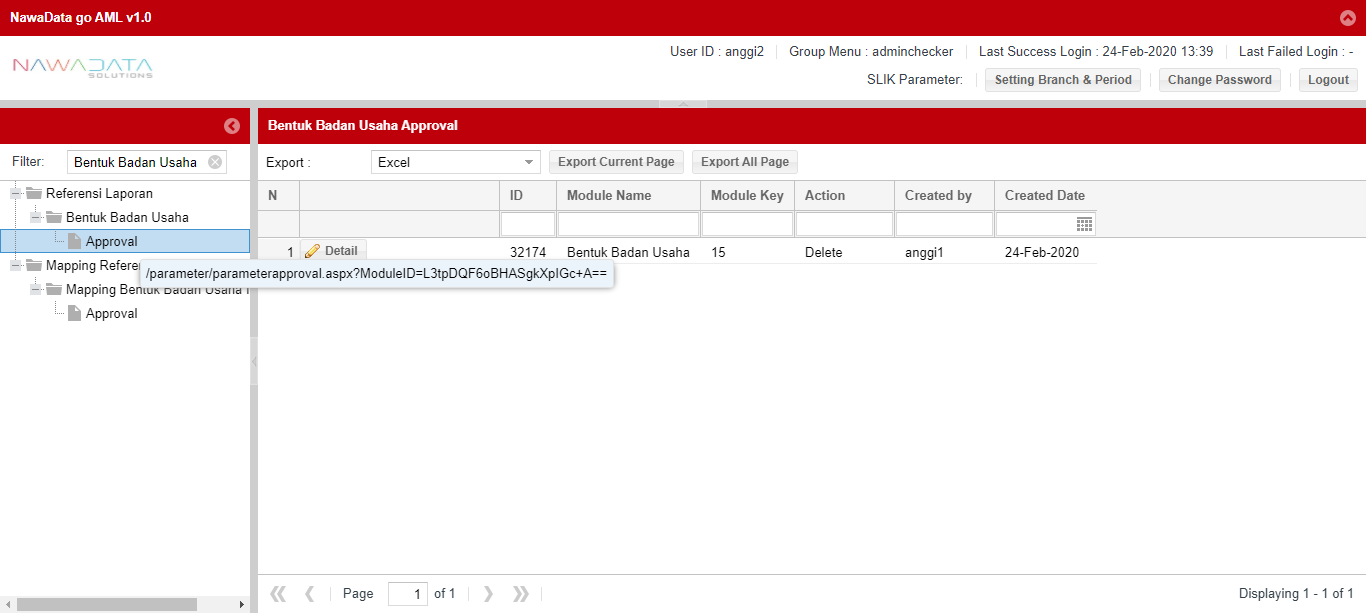 NawaData go AML v1.0
NAWADATA
SOLUTIONS
User ID : anggi2
Group Menu : adminchecker
Last Success Login : 24-Feb-2020 13:39
Last Failed Login : -
SLIK Parameter:
Setting Branch & Period
Change Password
Logout
Bentuk Badan Usaha Approval
Filter:
Bentuk Badan Usaha
Export :
Excel
Export Current Page
Export All Page
Referensi Laporan
Bentuk Badan Usaha
Approval
Mapping Refere
Mapping Bentuk Badan Usaha
Approval
N ID Module Name Module Key Action Created by Created Date
1 Detail 32174 Bentuk Badan Usaha 15 Delete anggi1 24-Feb-2020
/parameter/parameterapproval.aspx?ModuleID=L3tpDQF6oBHASgkXpIGc+A==
Page 1 of 1
Displaying 1 - 1 of 1